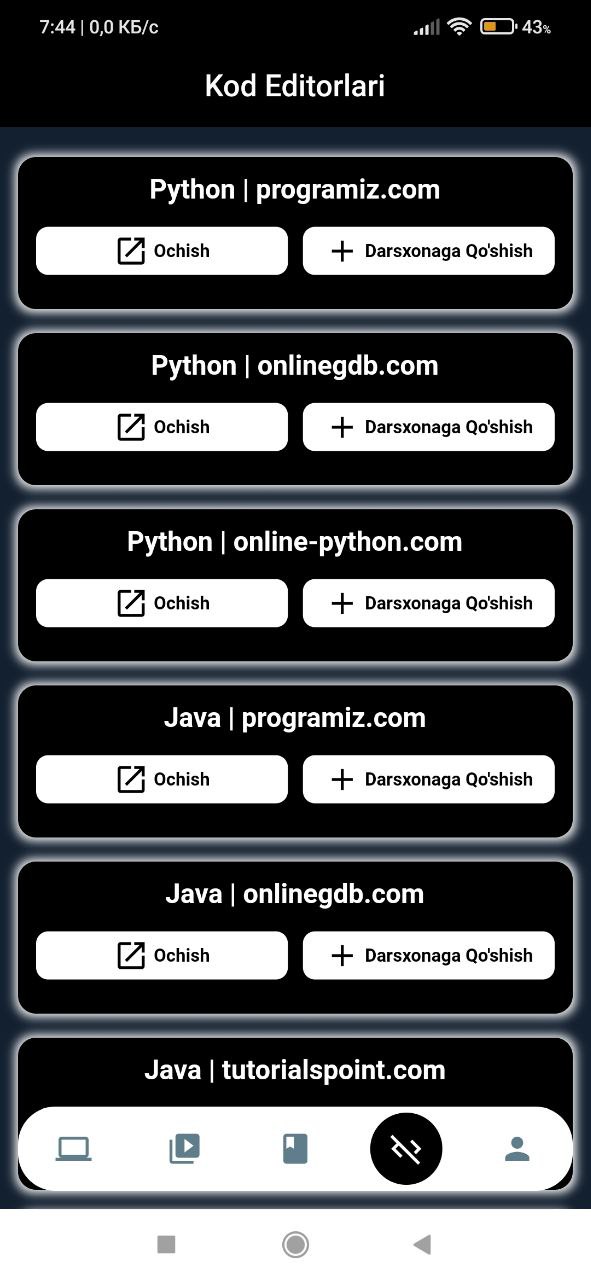 7:44 | 0,0 КБ/с 43%
Kod Editorlari
Python | programiz.com
Ochish Darsxonaga Qo'shish
Python | onlinegdb.com
Ochish Darsxonaga Qo'shish
Python | online-python.com
Ochish Darsxonaga Qo'shish
Java | programiz.com
Ochish Darsxonaga Qo'shish
Java | onlinegdb.com
Ochish Darsxonaga Qo'shish
Java | tutorialspoint.com